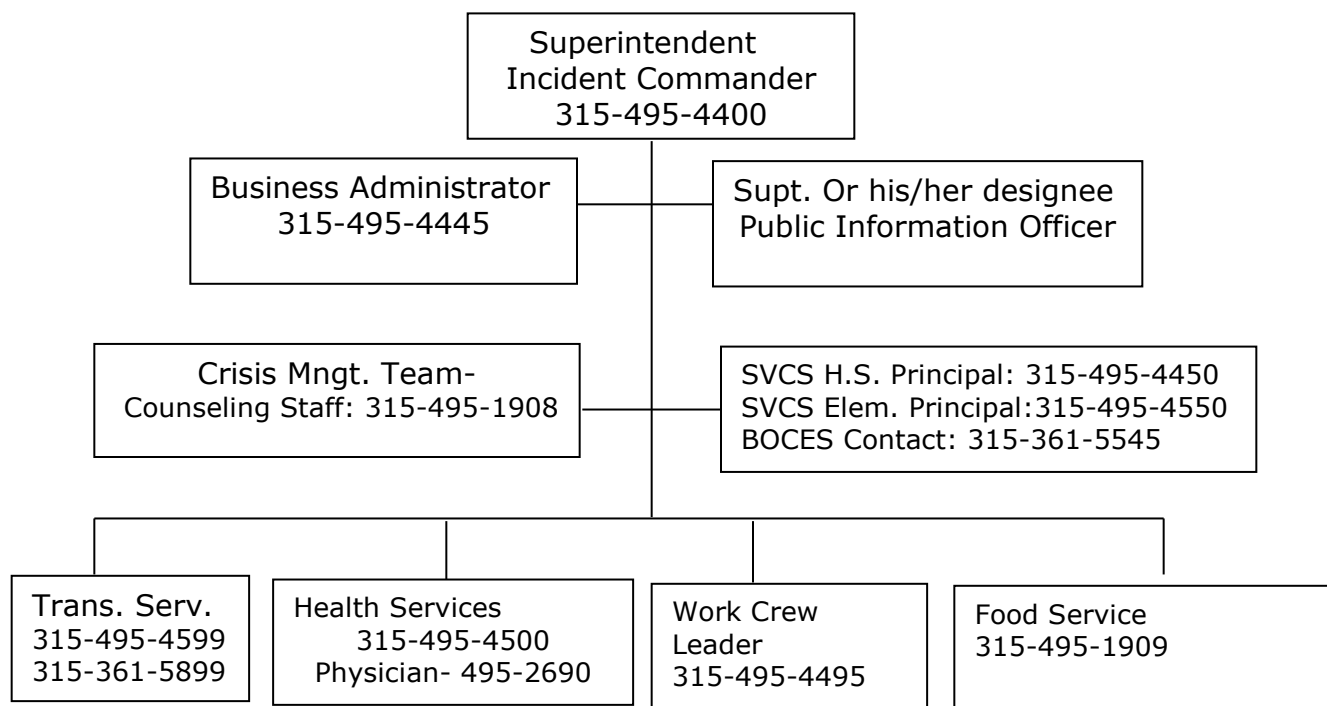 Superintendent
Incident Commander
315-495-4400
Business Administrator
315-495-4445
Supt. Or his/her designee
Public Information Officer
Crisis Mngt. Team-
Counseling Staff: 315-495-1908
SVCS H.S. Principal: 315-495-4450
SVCS Elem. Principal:315-495-4550
BOCES Contact: 315-361-5545
Trans. Serv.
315-495-4599
315-361-5899
Health Services
315-495-4500
Physician- 495-2690
Work Crew
Leader
315-495-4495
Food Service
315-495-1909